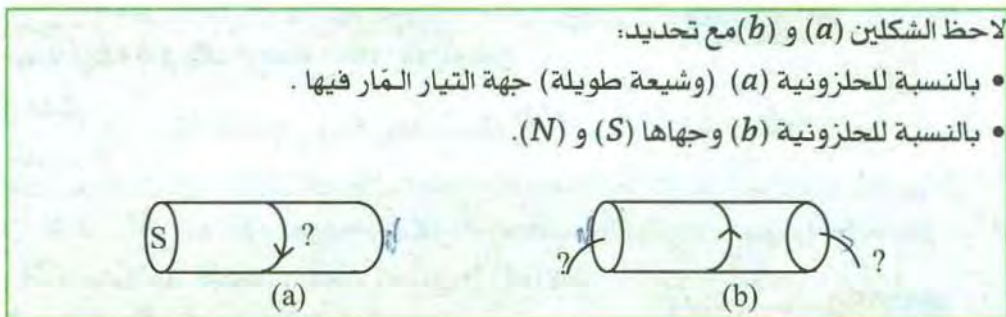 لاحظ الشكلين (a) و (b) مع تحديد:
• بالنسبة للحلزونية (a) (وشيعة طويلة) جهة التيار المّار فيها .
• بالنسبة للحلزونية (b) وجهاها (S) و (N).
S ? N
N ? ?
(a) (b)